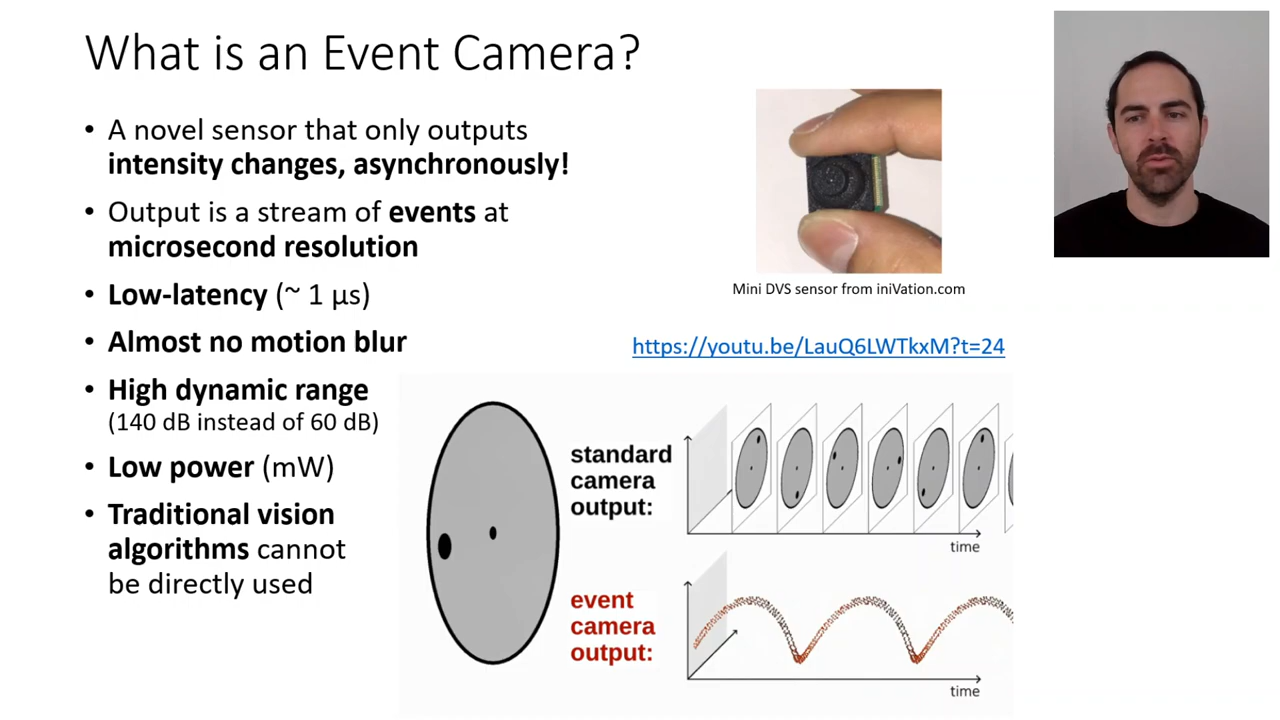 What is an Event Camera?
• A novel sensor that only outputs
intensity changes, asynchronously!
• Output is a stream of events at
microsecond resolution
• Low-latency (~ 1 μs)
• Almost no motion blur
• High dynamic range
(140 dB instead of 60 dB)
• Low power (mW)
• Traditional vision
algorithms cannot
be directly used
Mini DVS sensor from iniVation.com
https://youtu.be/LauQ6LWTkxM?t=24
standard
camera
output:
time
event
camera
output:
time